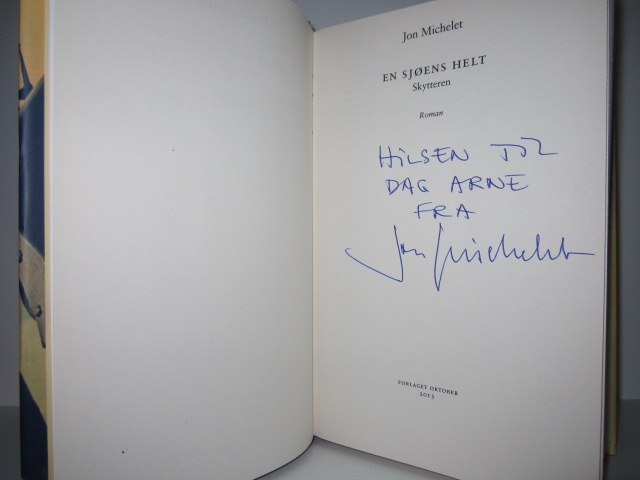 Jon Michelet
EN SJØENS HELT
Skytteren
Roman
HILSEN TIL
DAG ARNE
FRA
Jon Michelet
FORLAGET OKTOBER
2013